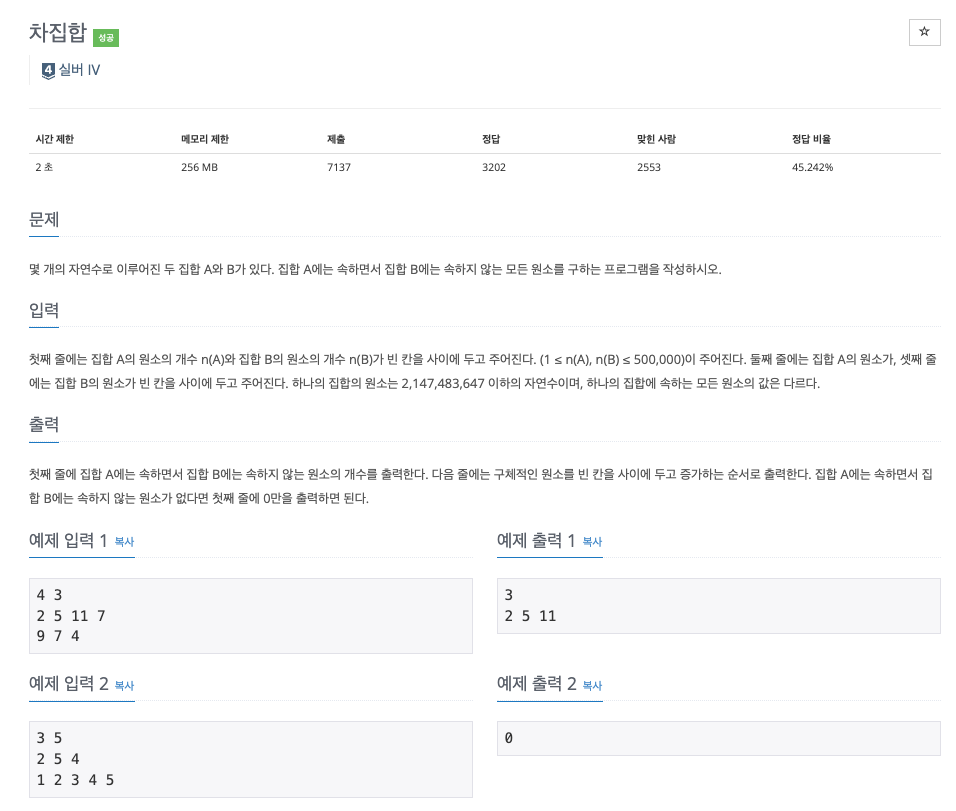 차집합 성공
☆
4 실버 IV
시간 제한 메모리 제한 제출 정답 맞힌 사람 정답 비율
2 초 256 MB 7137 3202 2553 45.242%
문제
몇 개의 자연수로 이루어진 두 집합 A와 B가 있다. 집합 A에는 속하면서 집합 B에는 속하지 않는 모든 원소를 구하는 프로그램을 작성하시오.
입력
첫째 줄에는 집합 A의 원소의 개수 n(A)와 집합 B의 원소의 개수 n(B)가 빈 칸을 사이에 두고 주어진다. (1 ≤ n(A), n(B) ≤ 500,000)이 주어진다. 둘째 줄에는 집합 A의 원소가, 셋째 줄
에는 집합 B의 원소가 빈 칸을 사이에 두고 주어진다. 하나의 집합의 원소는 2,147,483,647 이하의 자연수이며, 하나의 집합에 속하는 모든 원소의 값은 다르다.
출력
첫째 줄에 집합 A에는 속하면서 집합 B에는 속하지 않는 원소의 개수를 출력한다. 다음 줄에는 구체적인 원소를 빈 칸을 사이에 두고 증가하는 순서로 출력한다. 집합 A에는 속하면서 집
합 B에는 속하지 않는 원소가 없다면 첫째 줄에 0만을 출력하면 된다.
예제 입력 1 복사
4 3
2 5 11 7
9 7 4
예제 출력 1 복사
3
2 5 11
예제 입력 2 복사
3 5
2 5 4
1 2 3 4 5
예제 출력 2 복사
0